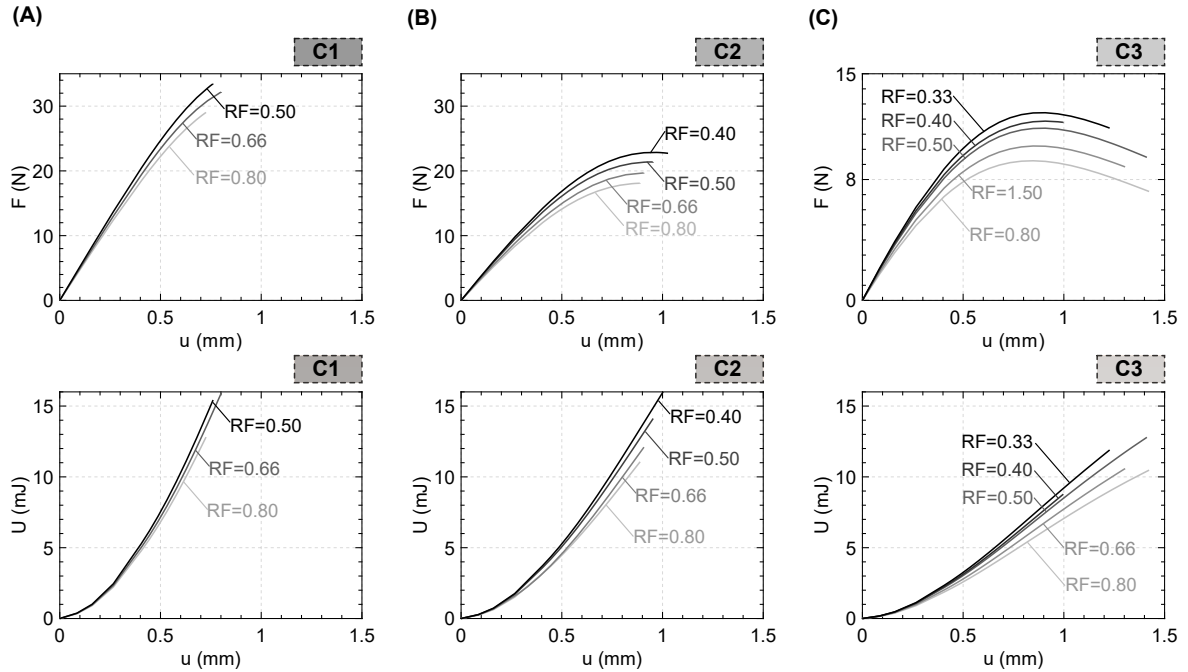 (A)
C1
F (N)
30
20
10
0
RF=0.50
RF=0.66
RF=0.80
0 0.5 1 1.5
u (mm)
(B)
C2
F (N)
30
20
10
0
RF=0.40
RF=0.50
RF=0.66
RF=0.80
0 0.5 1 1.5
u (mm)
(C)
C3
F (N)
15
8
0
RF=0.33
RF=0.40
RF=0.50
RF=1.50
RF=0.80
0 0.5 1 1.5
u (mm)
C1
U (mJ)
15
10
5
0
RF=0.50
RF=0.66
RF=0.80
0 0.5 1 1.5
u (mm)
C2
U (mJ)
15
10
5
0
RF=0.40
RF=0.50
RF=0.66
RF=0.80
0 0.5 1 1.5
u (mm)
C3
U (mJ)
15
10
5
0
RF=0.33
RF=0.40
RF=0.50
RF=0.66
RF=0.80
0 0.5 1 1.5
u (mm)